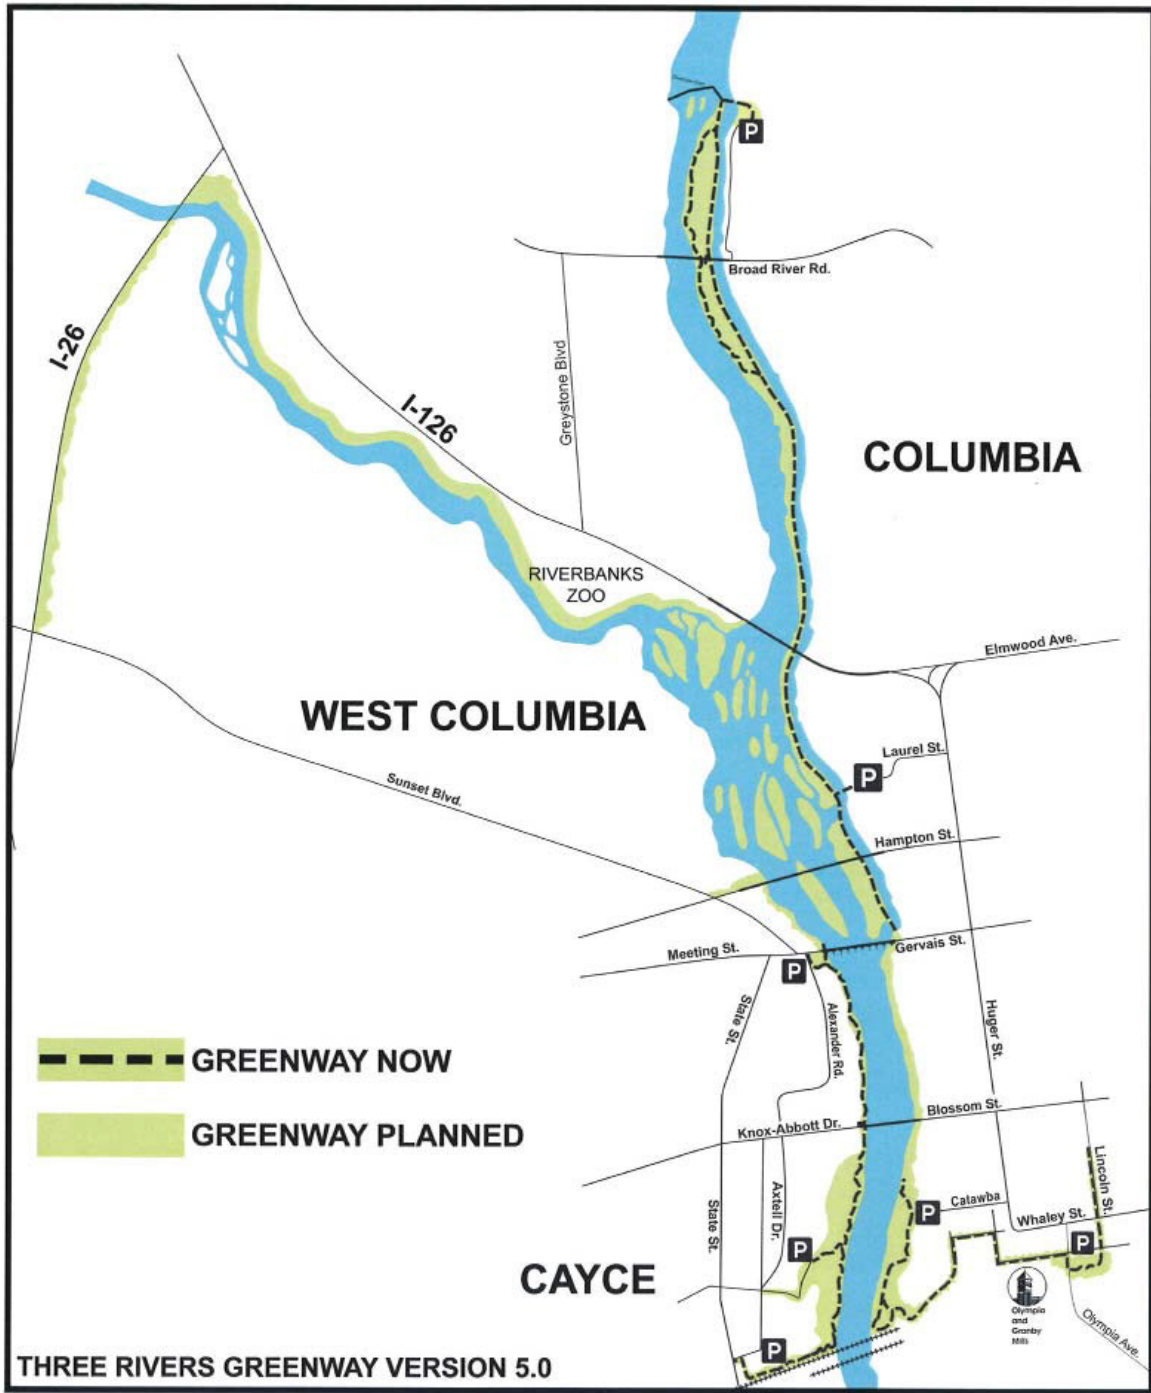 P
Broad River Rd.
I-26
Greystone Blvd
I-126
COLUMBIA
RIVERBANKS
ZOO
Elmwood Ave.
WEST COLUMBIA
Laurel St.
P
Sunset Blvd.
Hampton St.
Meeting St.
Gervais St.
P
State St.
Alexander Rd.
Huger St.
GREENWAY NOW
GREENWAY PLANNED
Knox-Abbott Dr.
Blossom St.
Lincoln St.
State St.
Axtell Dr.
P
Catawba
Whaley St.
P
P
CAYCE
Olympia
and
Granby
Mills
Olympia Ave.
P
THREE RIVERS GREENWAY VERSION 5.0